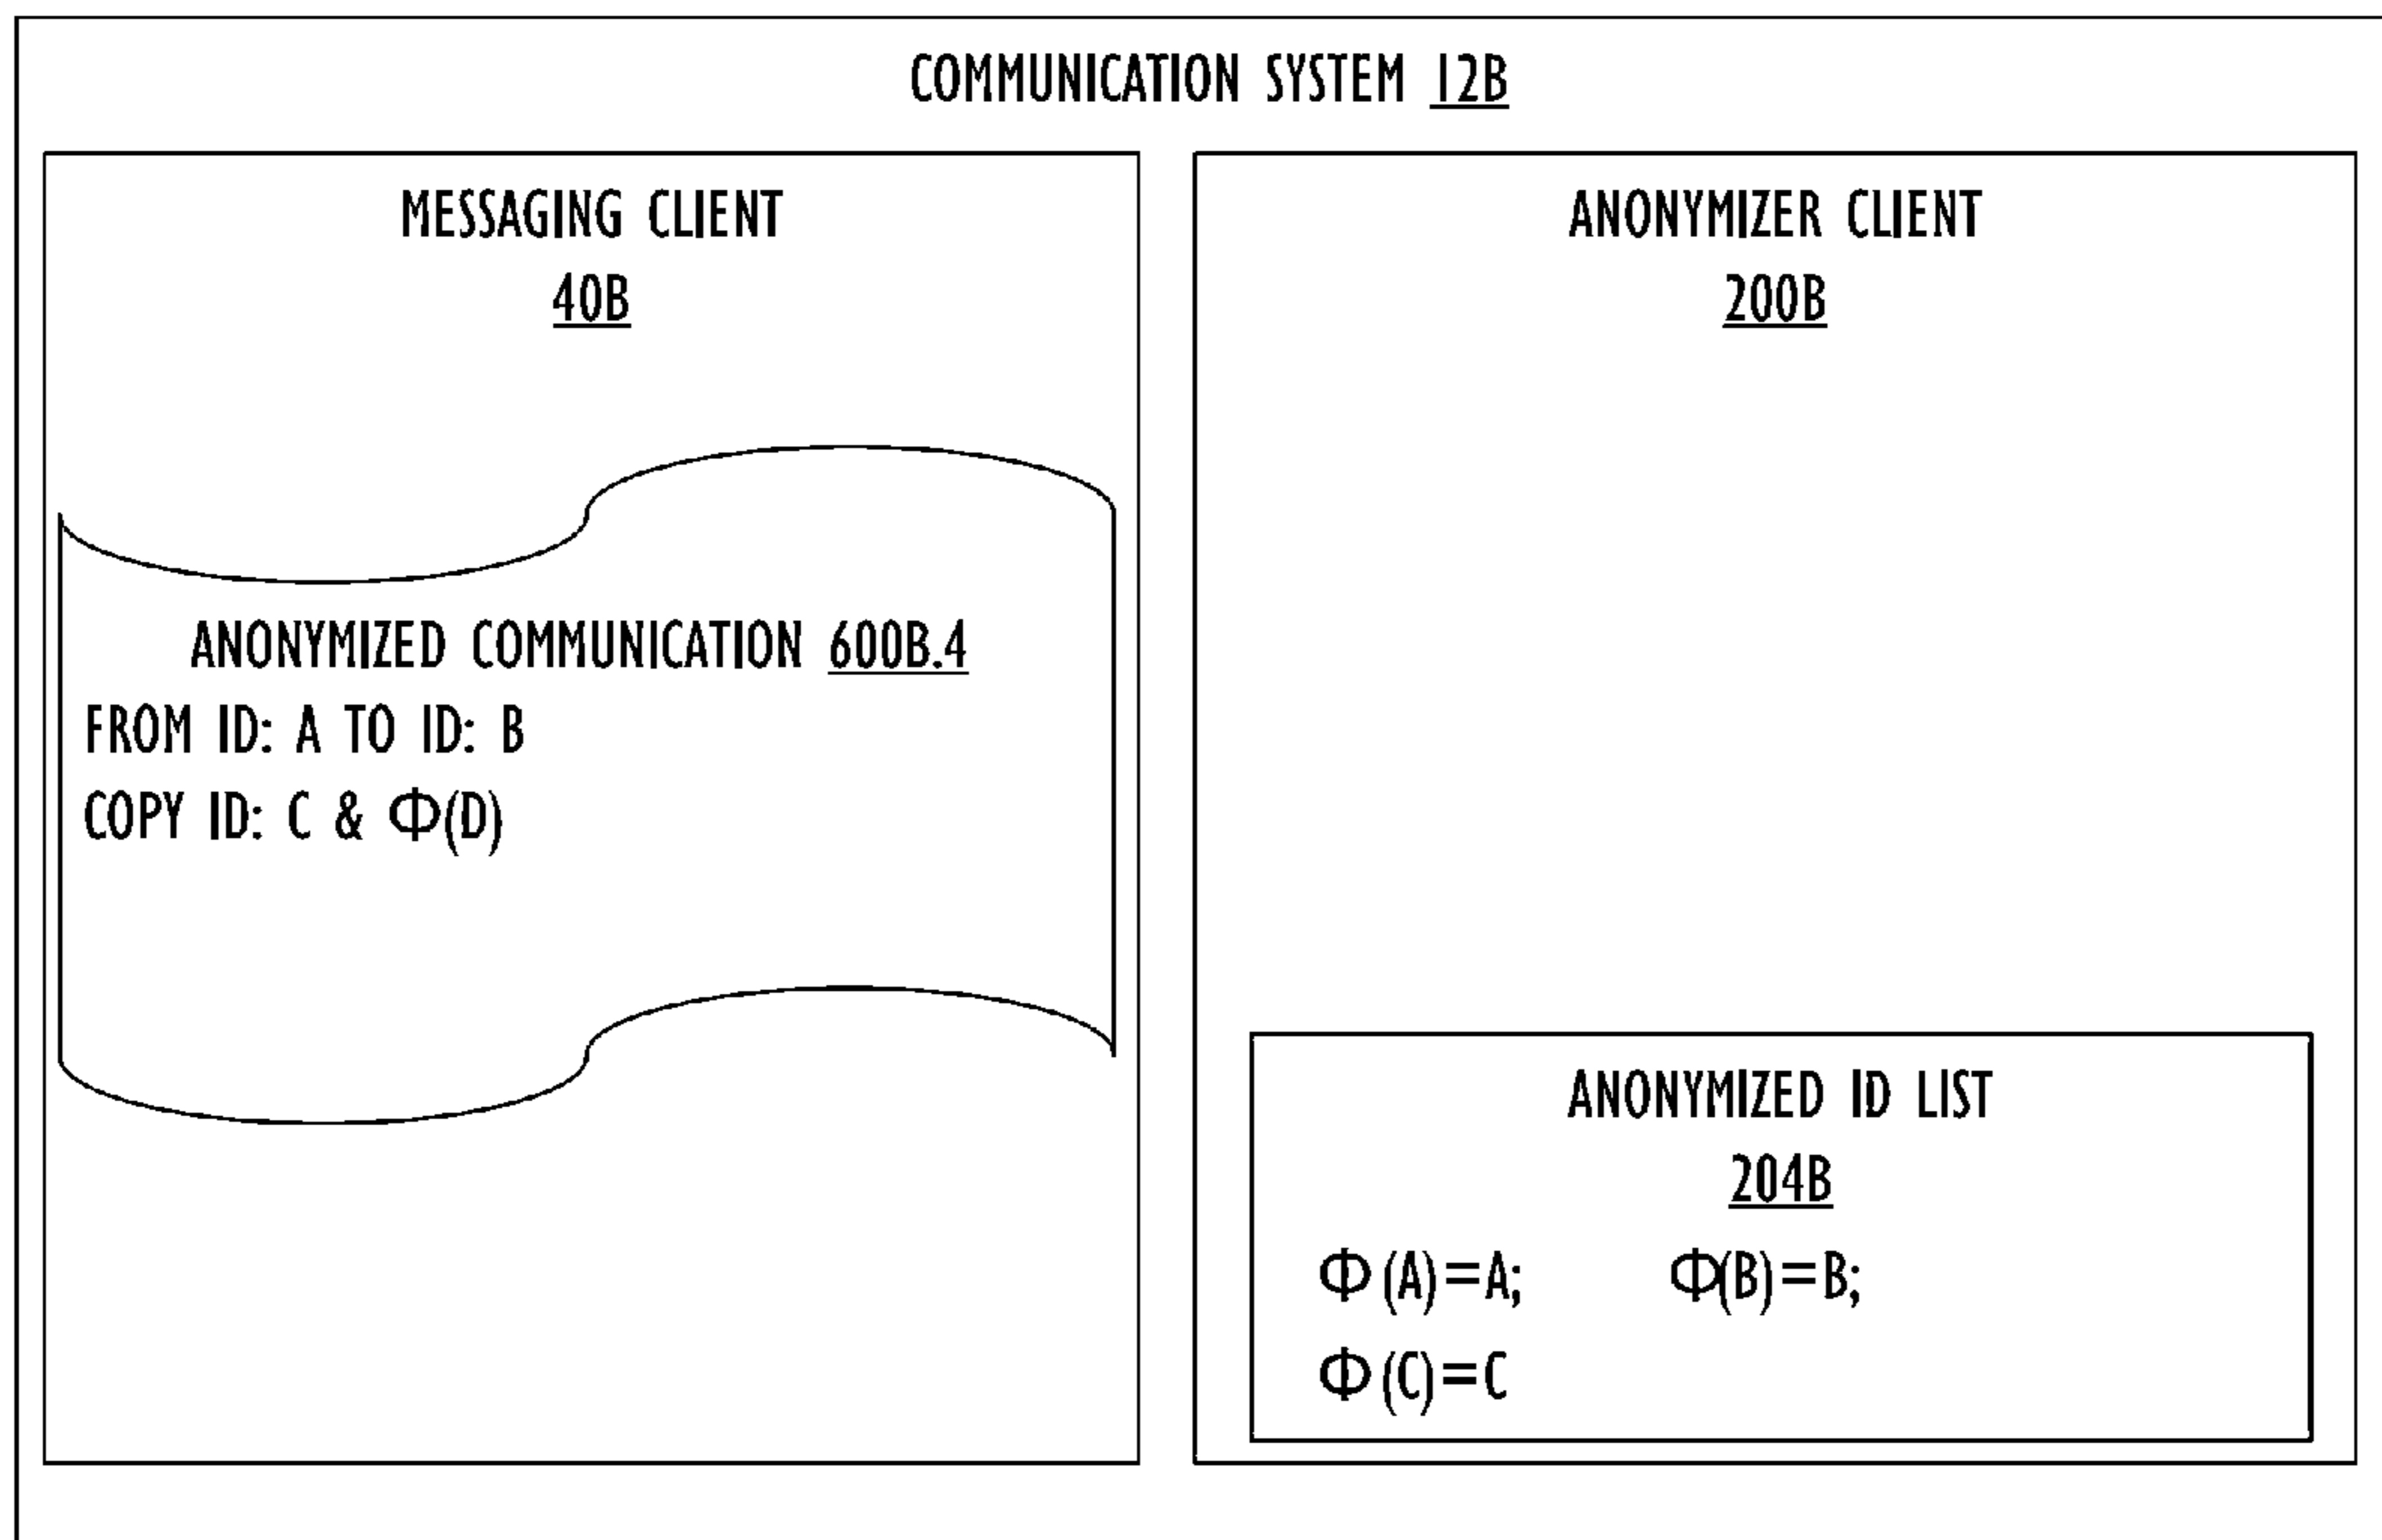 COMMUNICATION SYSTEM 12B
MESSAGING CLIENT
40B
ANONYMIZED COMMUNICATION 600B.4
FROM ID: A TO ID: B
COPY ID: C & Φ(D)
ANONYMIZER CLIENT
200B
ANONYMIZED ID LIST
204B
Φ(A)=A; Φ(B)=B;
Φ(C)=C